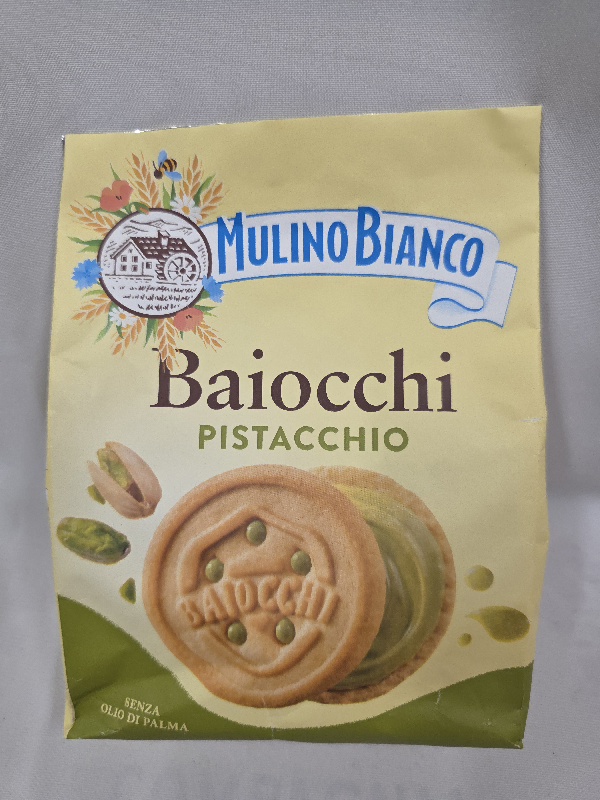 MULINO BIANCO
Baiocchi
PISTACCHIO
BAIOCCHI
SENZA
OLIO DI PALMA